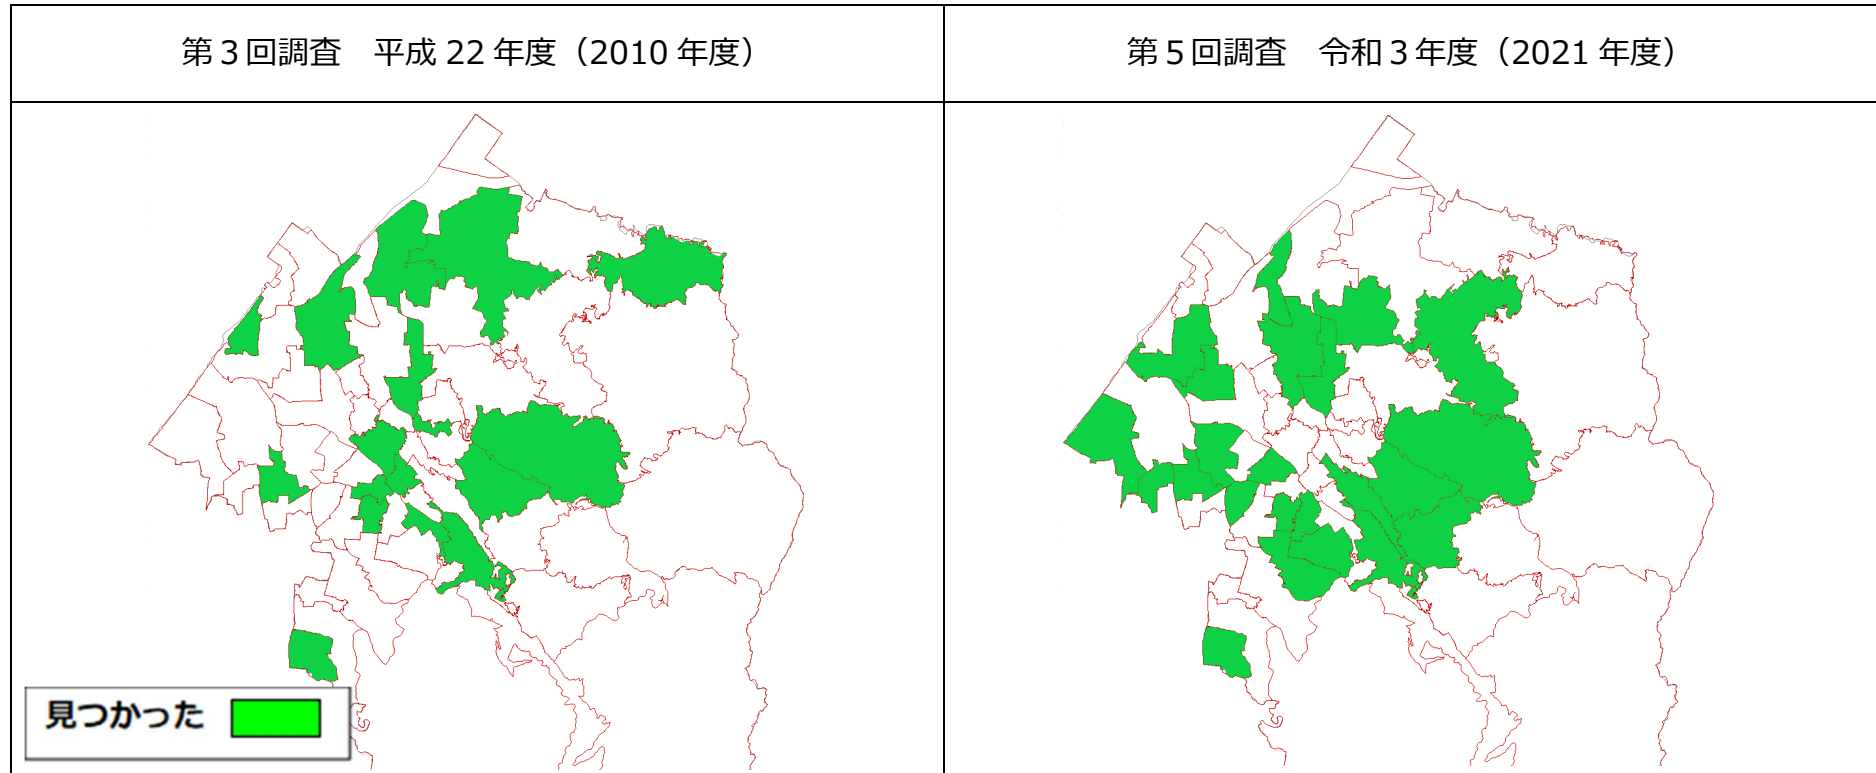 第３回調査　平成 22 年度（2010 年度）
第５回調査　令和３年度（2021 年度）
見つかった